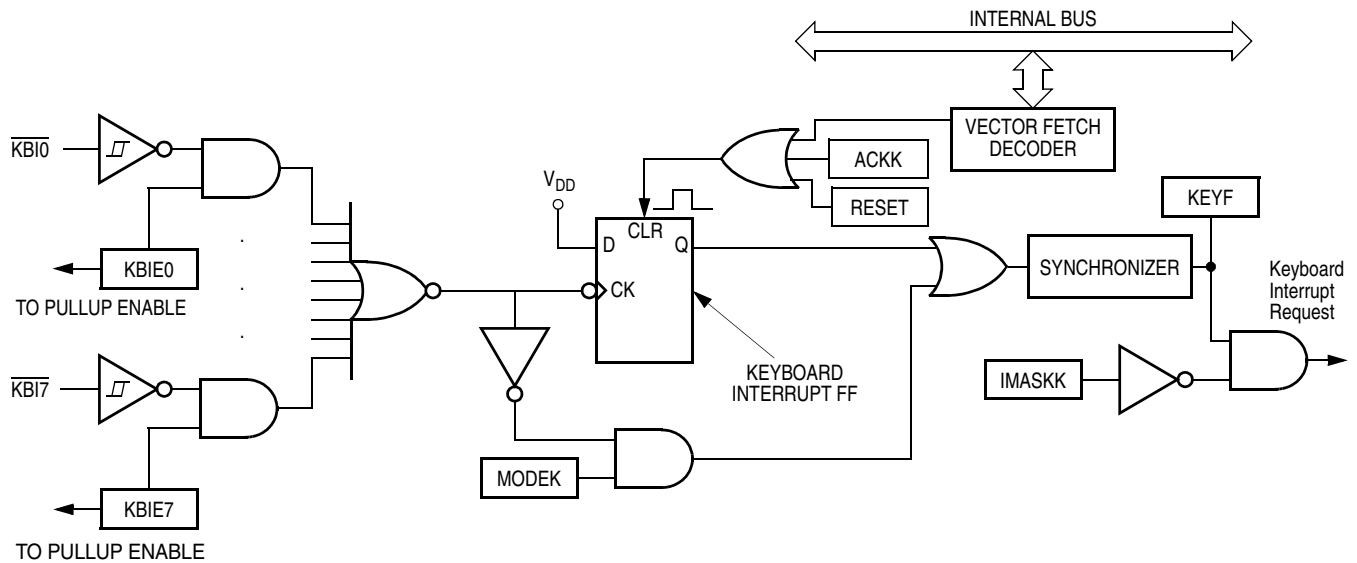 INTERNAL BUS
VECTOR FETCH
DECODER
ACKK
RESET
KBI0
KBIE0
TO PULLUP ENABLE
KBI7
KBIE7
TO PULLUP ENABLE
VDD
D
CLR
Q
CK
KEYBOARD
INTERRUPT FF
MODEK
SYNCHRONIZER
KEYF
IMASKK
Keyboard
Interrupt
Request